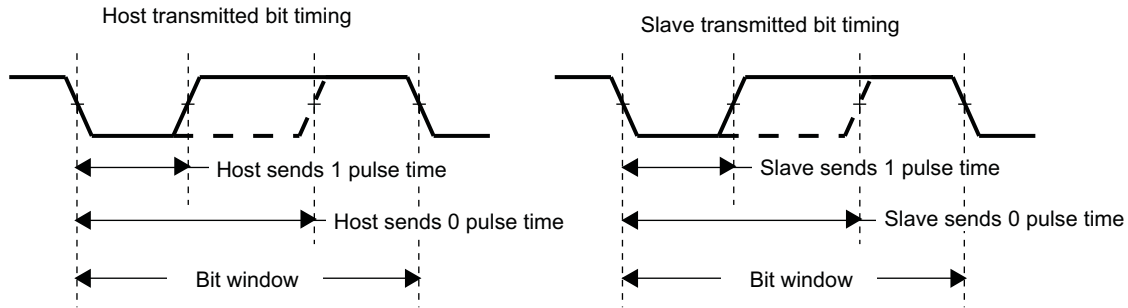 Host transmitted bit timing
Host sends 1 pulse time
Host sends 0 pulse time
Bit window
Slave transmitted bit timing
Slave sends 1 pulse time
Slave sends 0 pulse time
Bit window